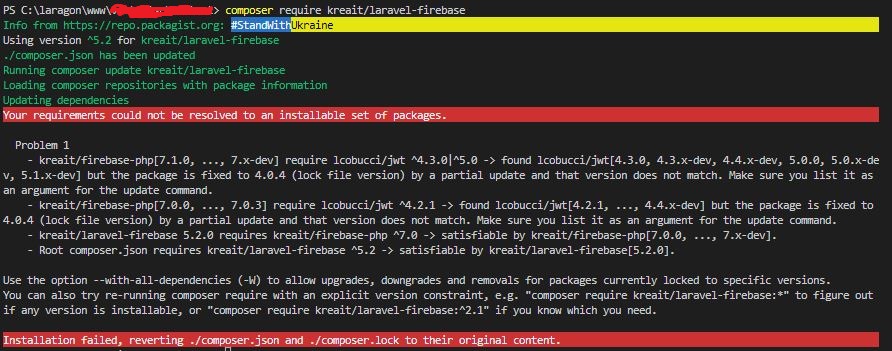 PS C:\laragon\www\> composer require kreait/laravel-firebase
Info from https://repo.packagist.org: #StandWithUkraine
Using version ^5.2 for kreait/laravel-firebase
./composer.json has been updated
Running composer update kreait/laravel-firebase
Loading composer repositories with package information
Updating dependencies
Your requirements could not be resolved to an installable set of packages.
Problem 1
- kreait/firebase-php[7.1.0, ..., 7.x-dev] require lcobucci/jwt ^4.3.0|^5.0 -> found lcobucci/jwt[4.3.0, 4.3.x-dev, 4.4.x-dev, 5.0.0, 5.0.x-de
v, 5.1.x-dev] but the package is fixed to 4.0.4 (lock file version) by a partial update and that version does not match. Make sure you list it as
an argument for the update command.
- kreait/firebase-php[7.0.0, ..., 7.0.3] require lcobucci/jwt ^4.2.1 -> found lcobucci/jwt[4.2.1, ..., 4.4.x-dev] but the package is fixed to
4.0.4 (lock file version) by a partial update and that version does not match. Make sure you list it as an argument for the update command.
- kreait/laravel-firebase 5.2.0 requires kreait/firebase-php ^7.0 -> satisfiable by kreait/firebase-php[7.0.0, ..., 7.x-dev].
- Root composer.json requires kreait/laravel-firebase ^5.2 -> satisfiable by kreait/laravel-firebase[5.2.0].
Use the option --with-all-dependencies (-W) to allow upgrades, downgrades and removals for packages currently locked to specific versions.
You can also try re-running composer require with an explicit version constraint, e.g. "composer require kreait/laravel-firebase:*" to figure out
if any version is installable, or "composer require kreait/laravel-firebase:^2.1" if you know which you need.
Installation failed, reverting ./composer.json and ./composer.lock to their original content.